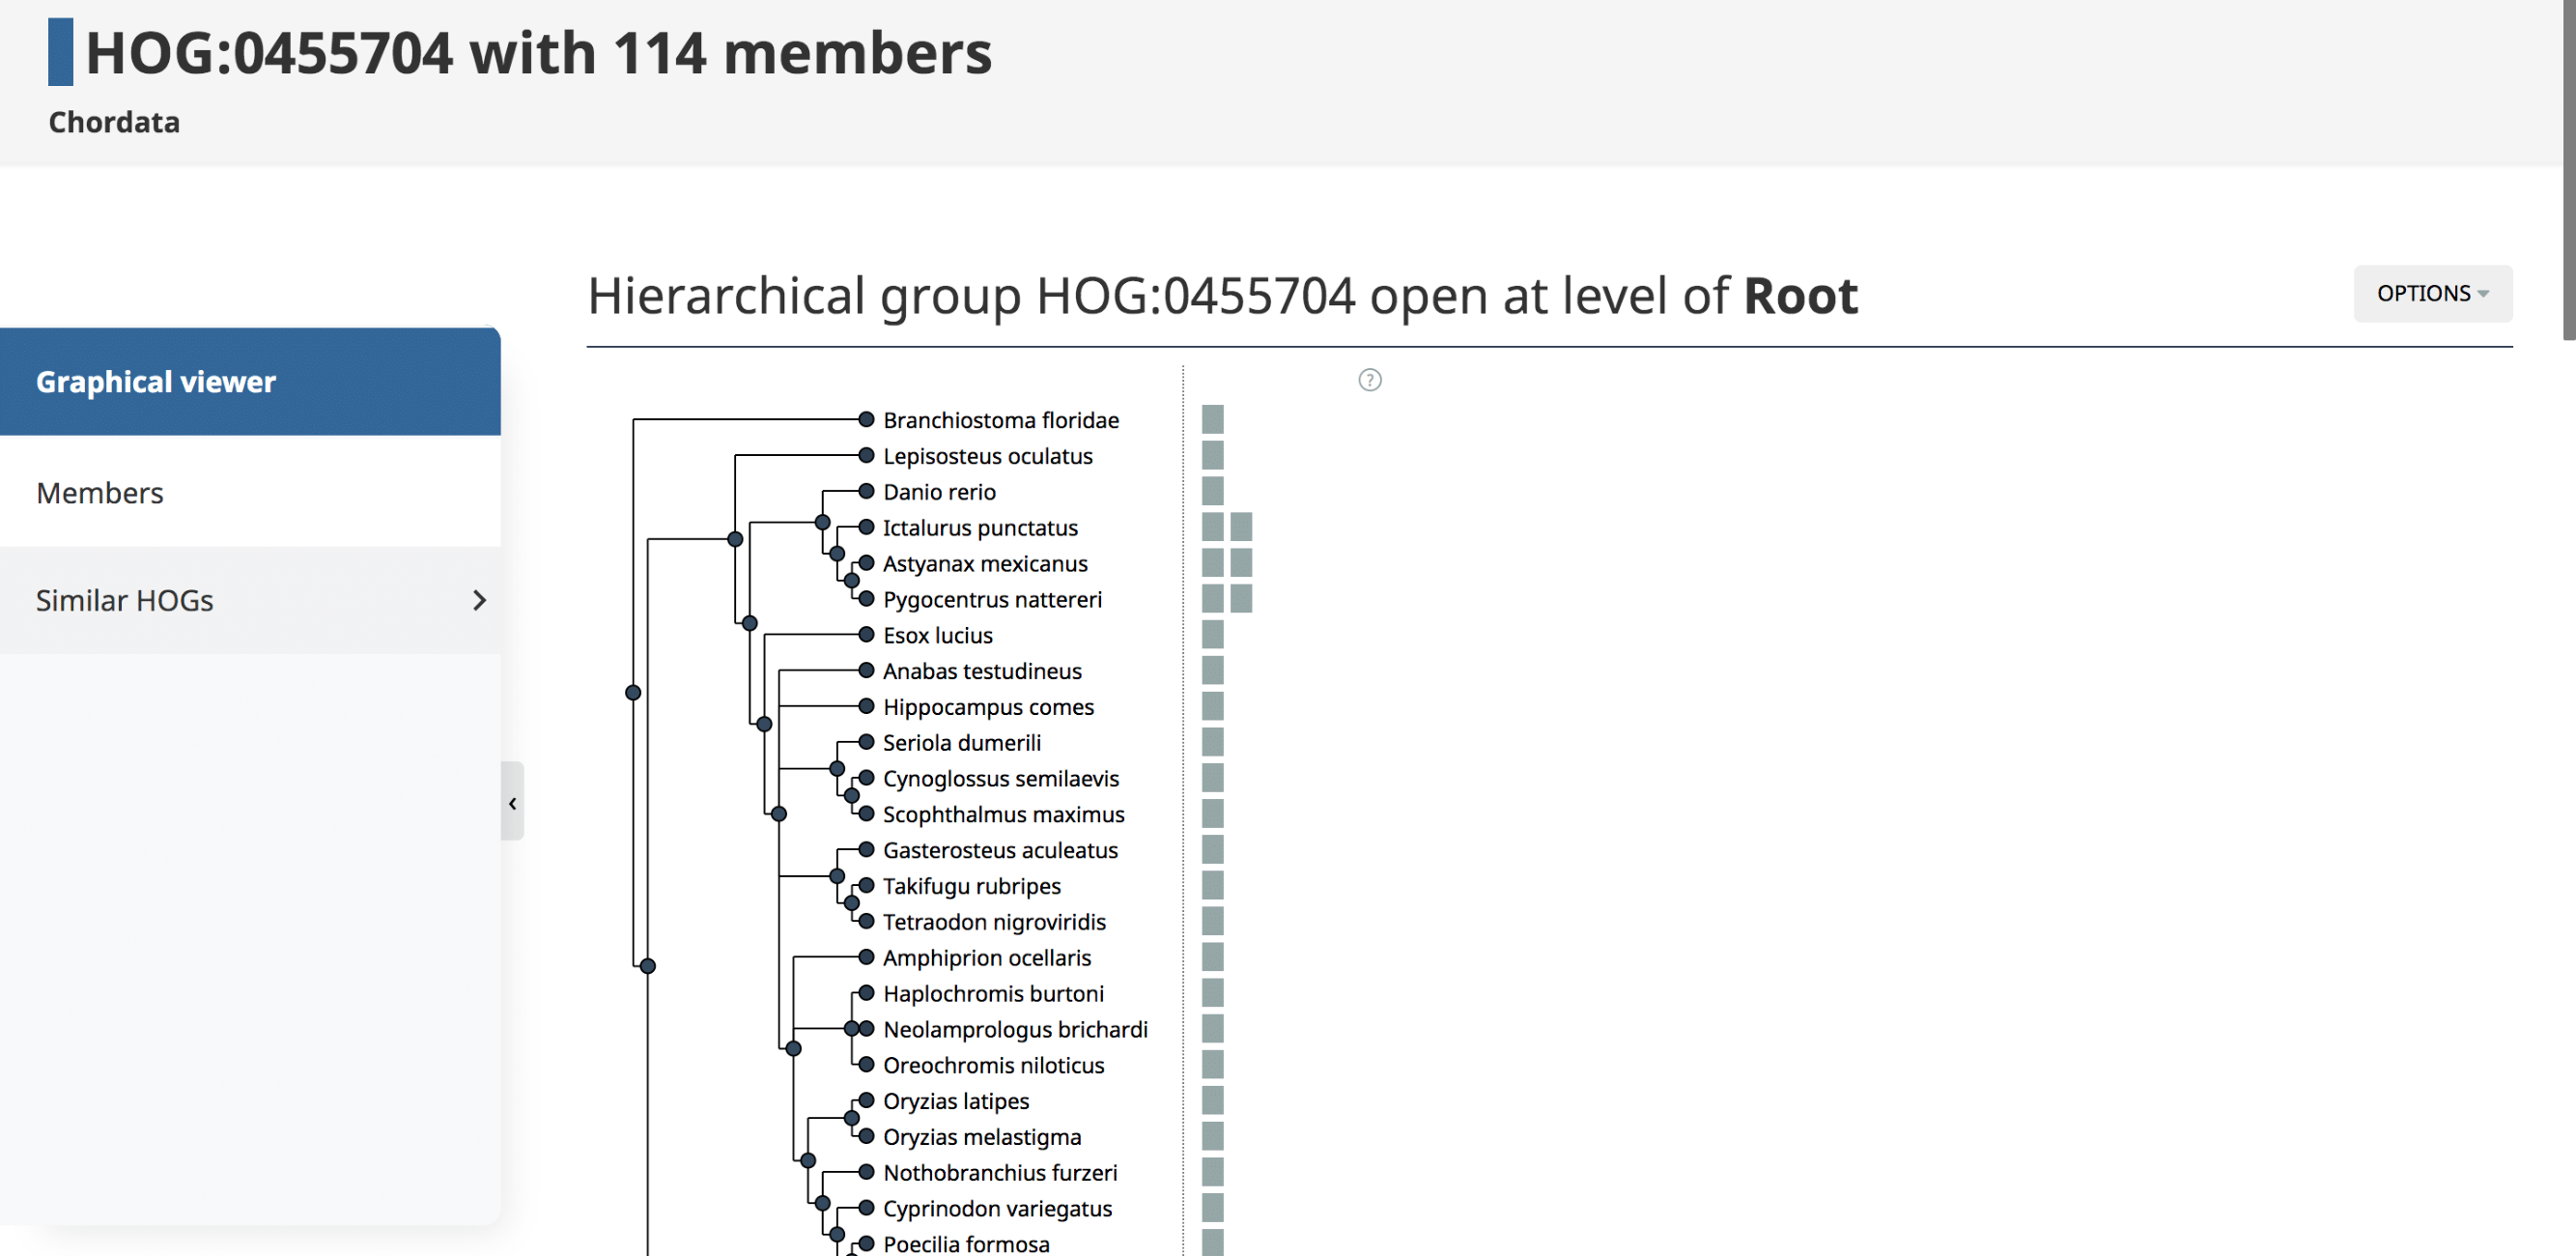 HOG:0455704 with 114 members
Chordata
Hierarchical group HOG:0455704 open at level of Root
OPTIONS
Graphical viewer
Members
Similar HOGs
?
Branchiostoma floridae
Lepisosteus oculatus
Danio rerio
Ictalurus punctatus
Astyanax mexicanus
Pygocentrus nattereri
Esox lucius
Anabas testudineus
Hippocampus comes
Seriola dumerili
Cynoglossus semilaevis
Scophthalmus maximus
Gasterosteus aculeatus
Takifugu rubripes
Tetraodon nigroviridis
Amphiprion ocellaris
Haplochromis burtoni
Neolamprologus brichardi
Oreochromis niloticus
Oryzias latipes
Oryzias melastigma
Nothobranchius furzeri
Cyprinodon variegatus
Poecilia formosa